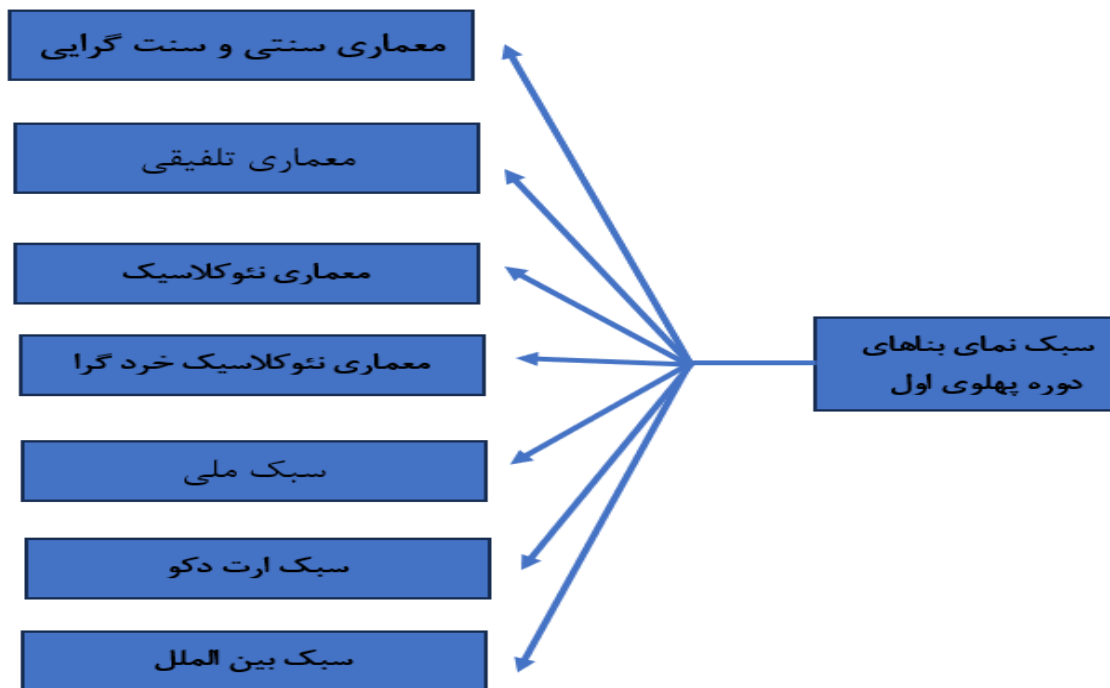 سبک نمای بناهای
دوره پهلوی اول
معماری سنتی و سنت گرایی
معماری تلفیقی
معماری نئوکلاسیک
معماری نئوکلاسیک خرد گرا
سبک ملی
سبک ارت دکو
سبک بین الملل